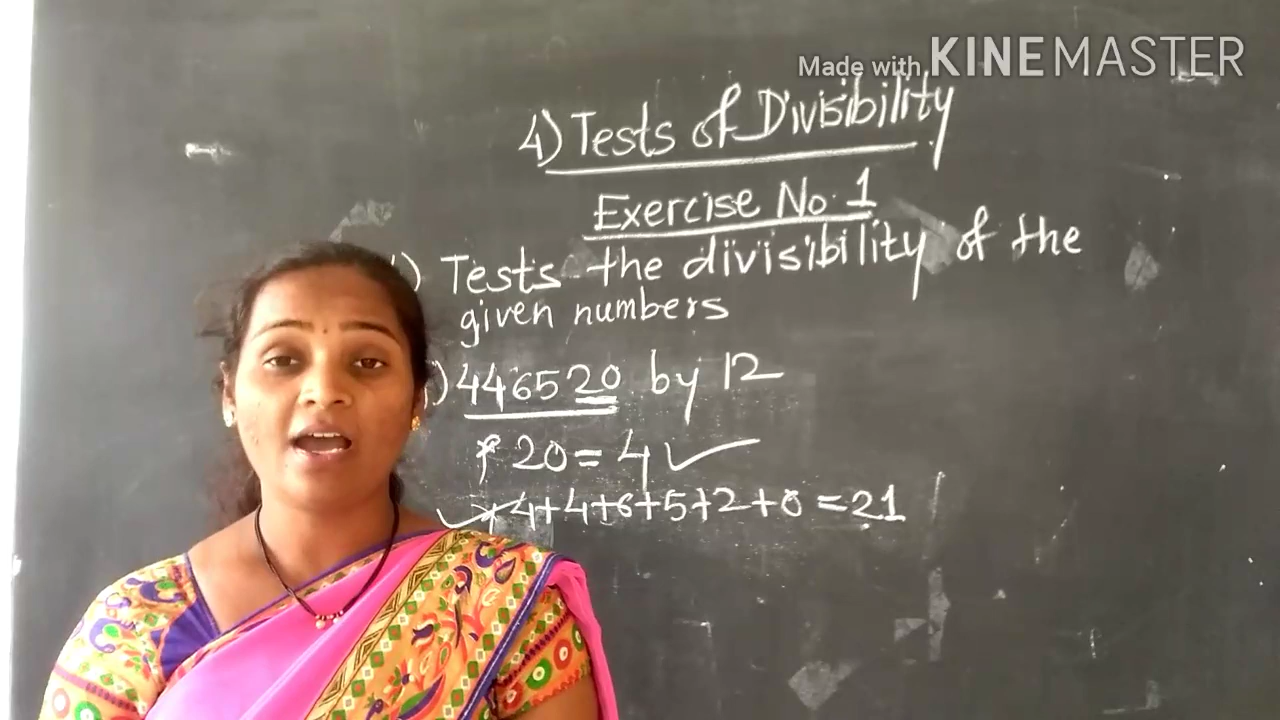 Made with KINEMASTER
4) Tests of Divisibility
Exercise No. 1
1) Tests the divisibility of the
given numbers
i) 446520 by 12
* 20 = 4 ✓
✓ * 4+4+6+5+2+0 = 21